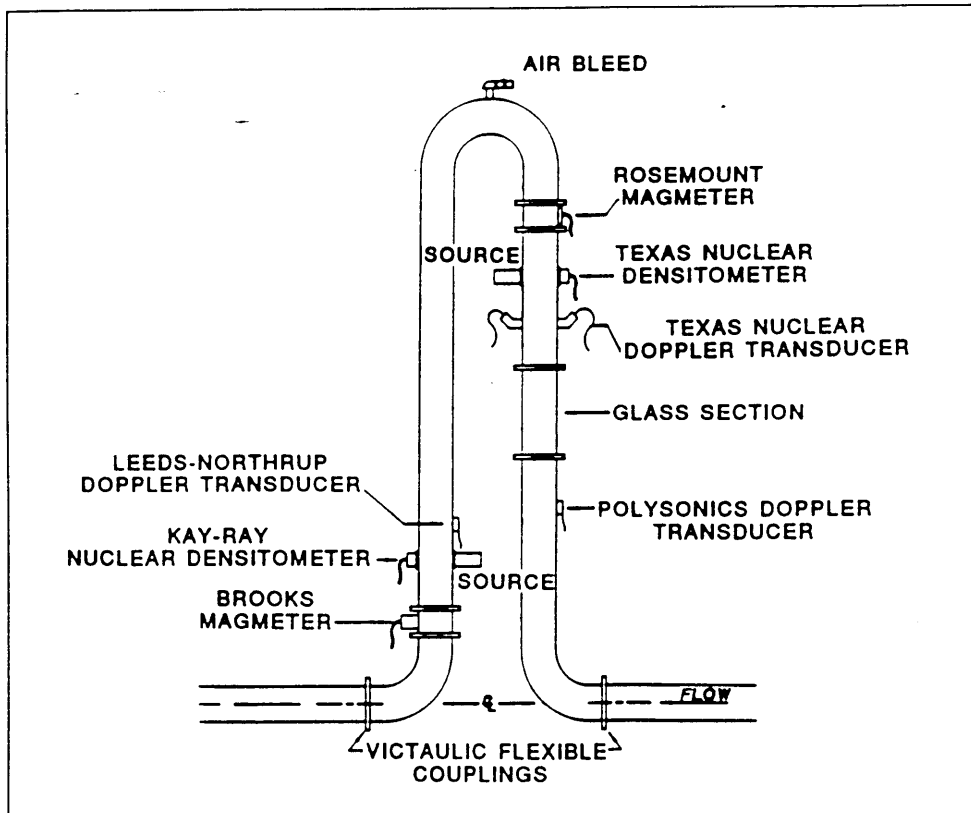 AIR BLEED
ROSEMOUNT
MAGMETER
SOURCE
TEXAS NUCLEAR
DENSITOMETER
TEXAS NUCLEAR
DOPPLER TRANSDUCER
GLASS SECTION
LEEDS-NORTHRUP
DOPPLER TRANSDUCER
POLYSONICS DOPPLER
TRANSDUCER
KAY-RAY
NUCLEAR DENSITOMETER
SOURCE
BROOKS
MAGMETER
FLOW
℄
VICTAULIC FLEXIBLE
COUPLINGS